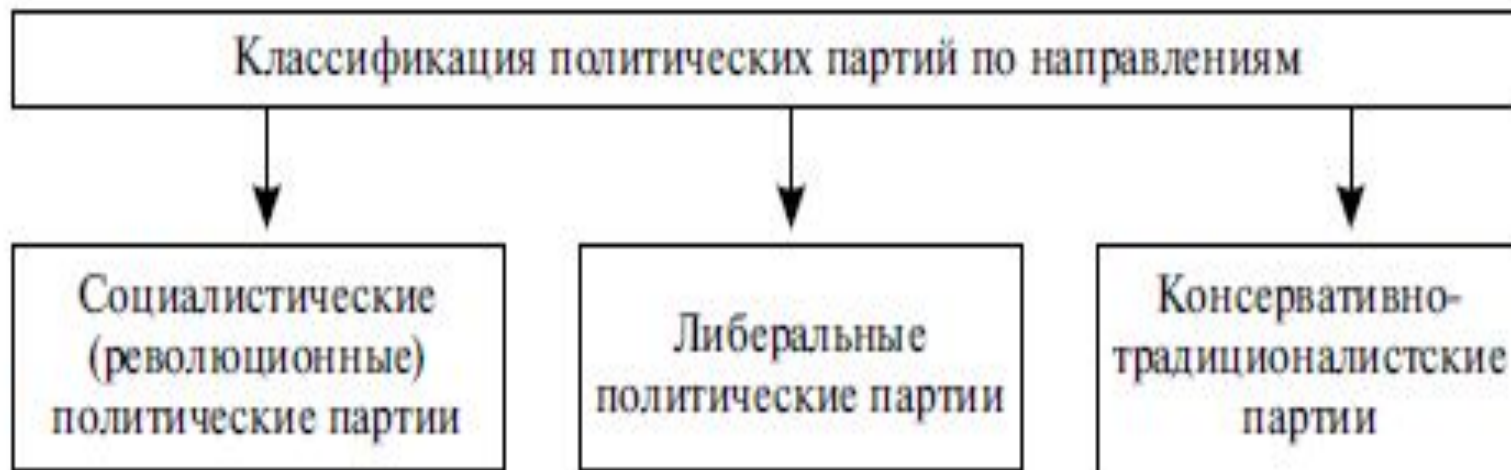 Классификация политических партий по направлениям
Социалистические
(революционные)
политические партии
Либеральные
политические партии
Консервативно-
традиционалистские
партии